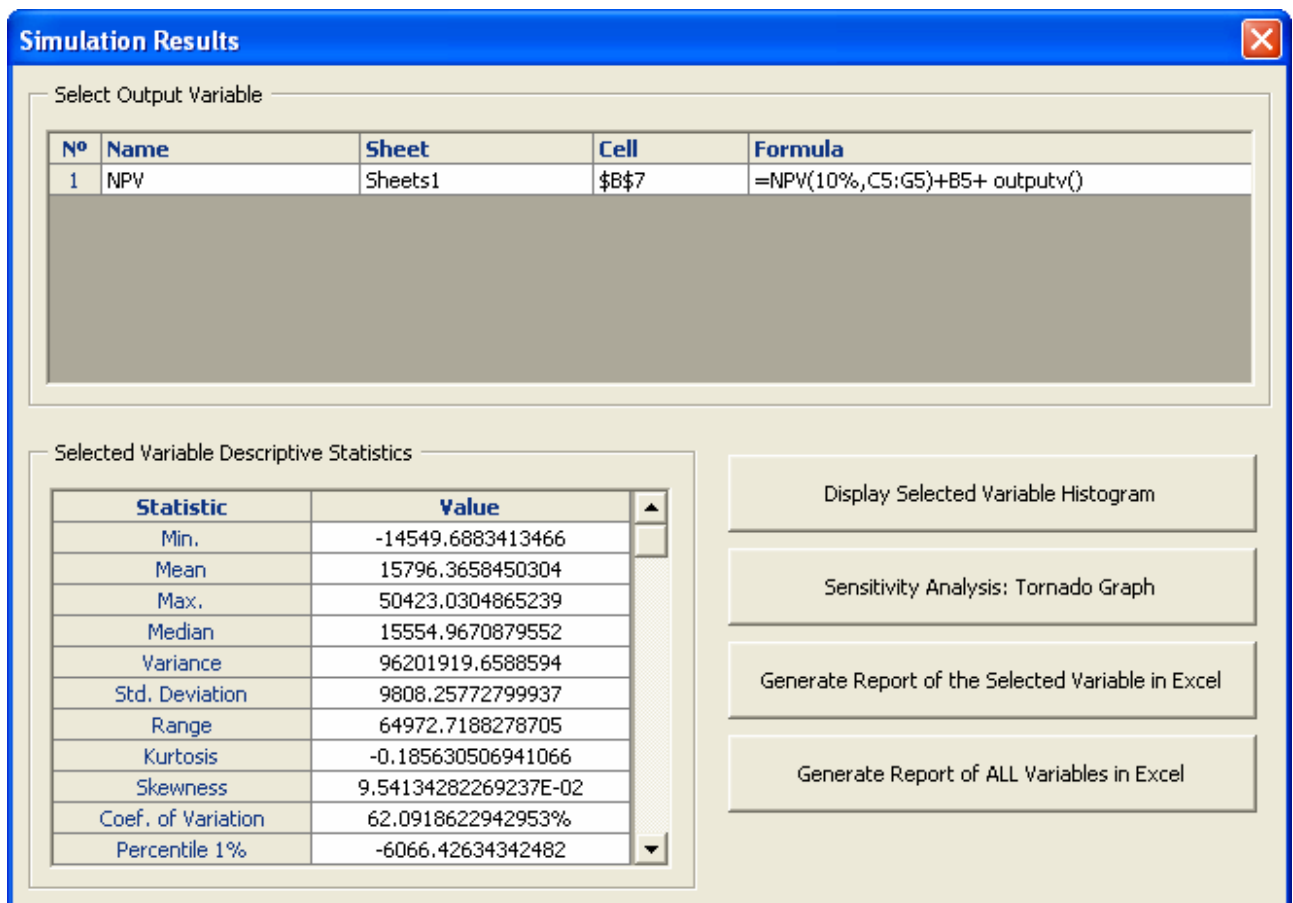 Simulation Results
Select Output Variable
Nº Name Sheet Cell Formula
1 NPV Sheets1 $B$7 =NPV(10%,C5:G5)+B5+ outputv()
Selected Variable Descriptive Statistics
Statistic Value
Min. -14549.6883413466
Mean 15796.3658450304
Max. 50423.0304865239
Median 15554.9670879552
Variance 96201919.6588594
Std. Deviation 9808.25772799937
Range 64972.7188278705
Kurtosis -0.185630506941066
Skewness 9.54134282269237E-02
Coef. of Variation 62.0918622942953%
Percentile 1% -6066.42634342482
Display Selected Variable Histogram
Sensitivity Analysis: Tornado Graph
Generate Report of the Selected Variable in Excel
Generate Report of ALL Variables in Excel